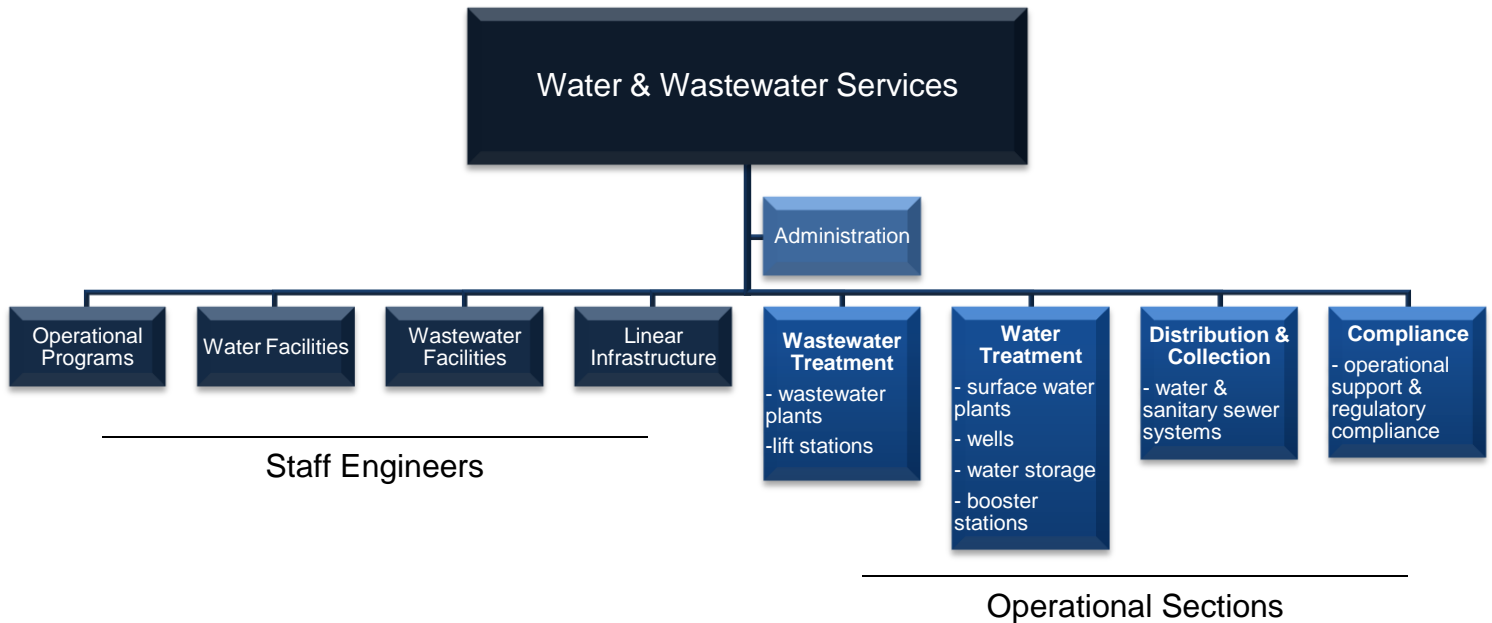 Water & Wastewater Services
Administration
Operational
Programs
Water Facilities
Wastewater
Facilities
Linear
Infrastructure
Wastewater
Treatment
- wastewater
plants
-lift stations
Water
Treatment
- surface water
plants
- wells
- water storage
- booster
stations
Distribution &
Collection
- water &
sanitary sewer
systems
Compliance
- operational
support &
regulatory
compliance
Staff Engineers
Operational Sections